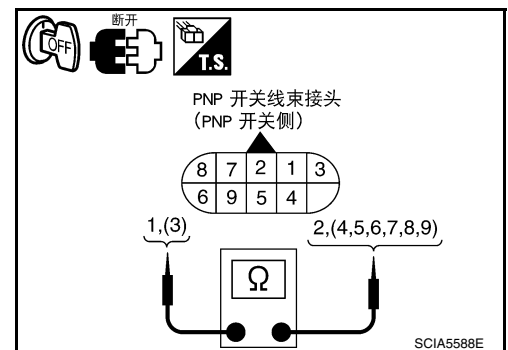 断开
OFF
T.S.
PNP 开关线束接头
(PNP 开关侧)
8 7 2 1 3
6 9 5 4
1,(3)
2,(4,5,6,7,8,9)
Ω
SCIA5588E